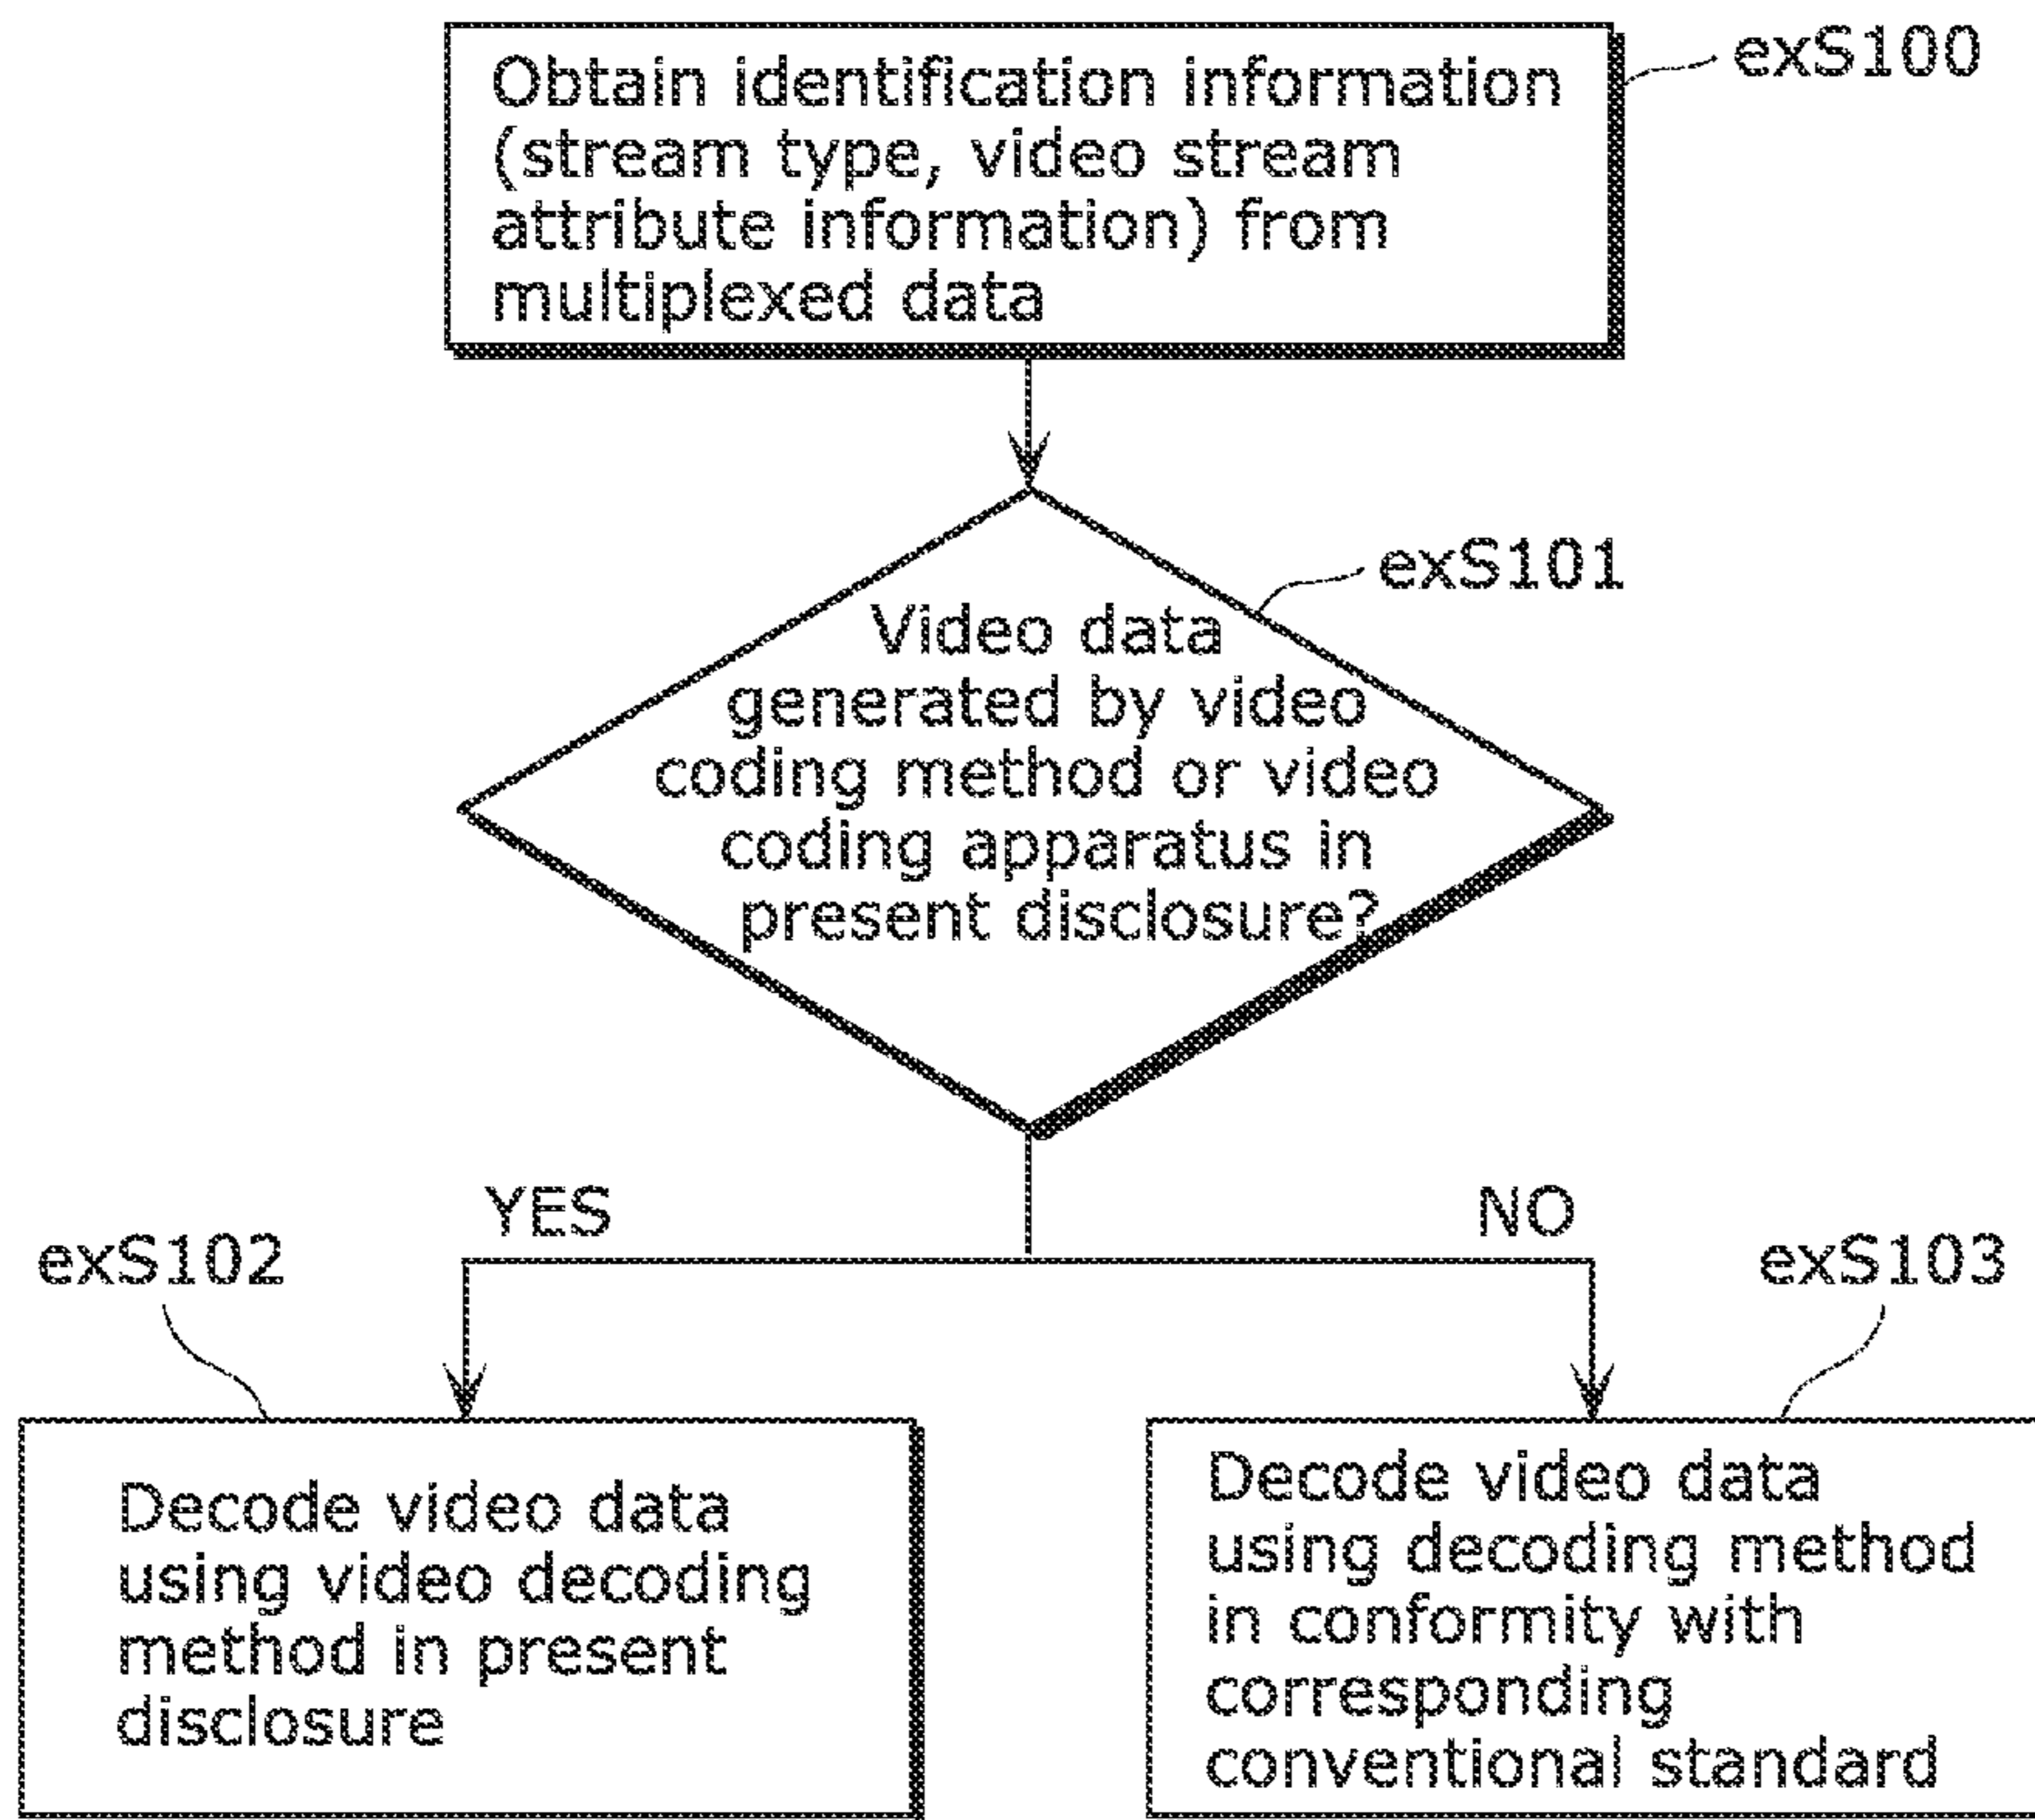 Obtain identification information
(stream type, video stream
attribute information) from
multiplexed data
exS100
exS101
Video data
generated by video
coding method or video
coding apparatus in
present disclosure?
YES
NO
exS102
exS103
Decode video data
using video decoding
method in present
disclosure
Decode video data
using decoding method
in conformity with
corresponding
conventional standard